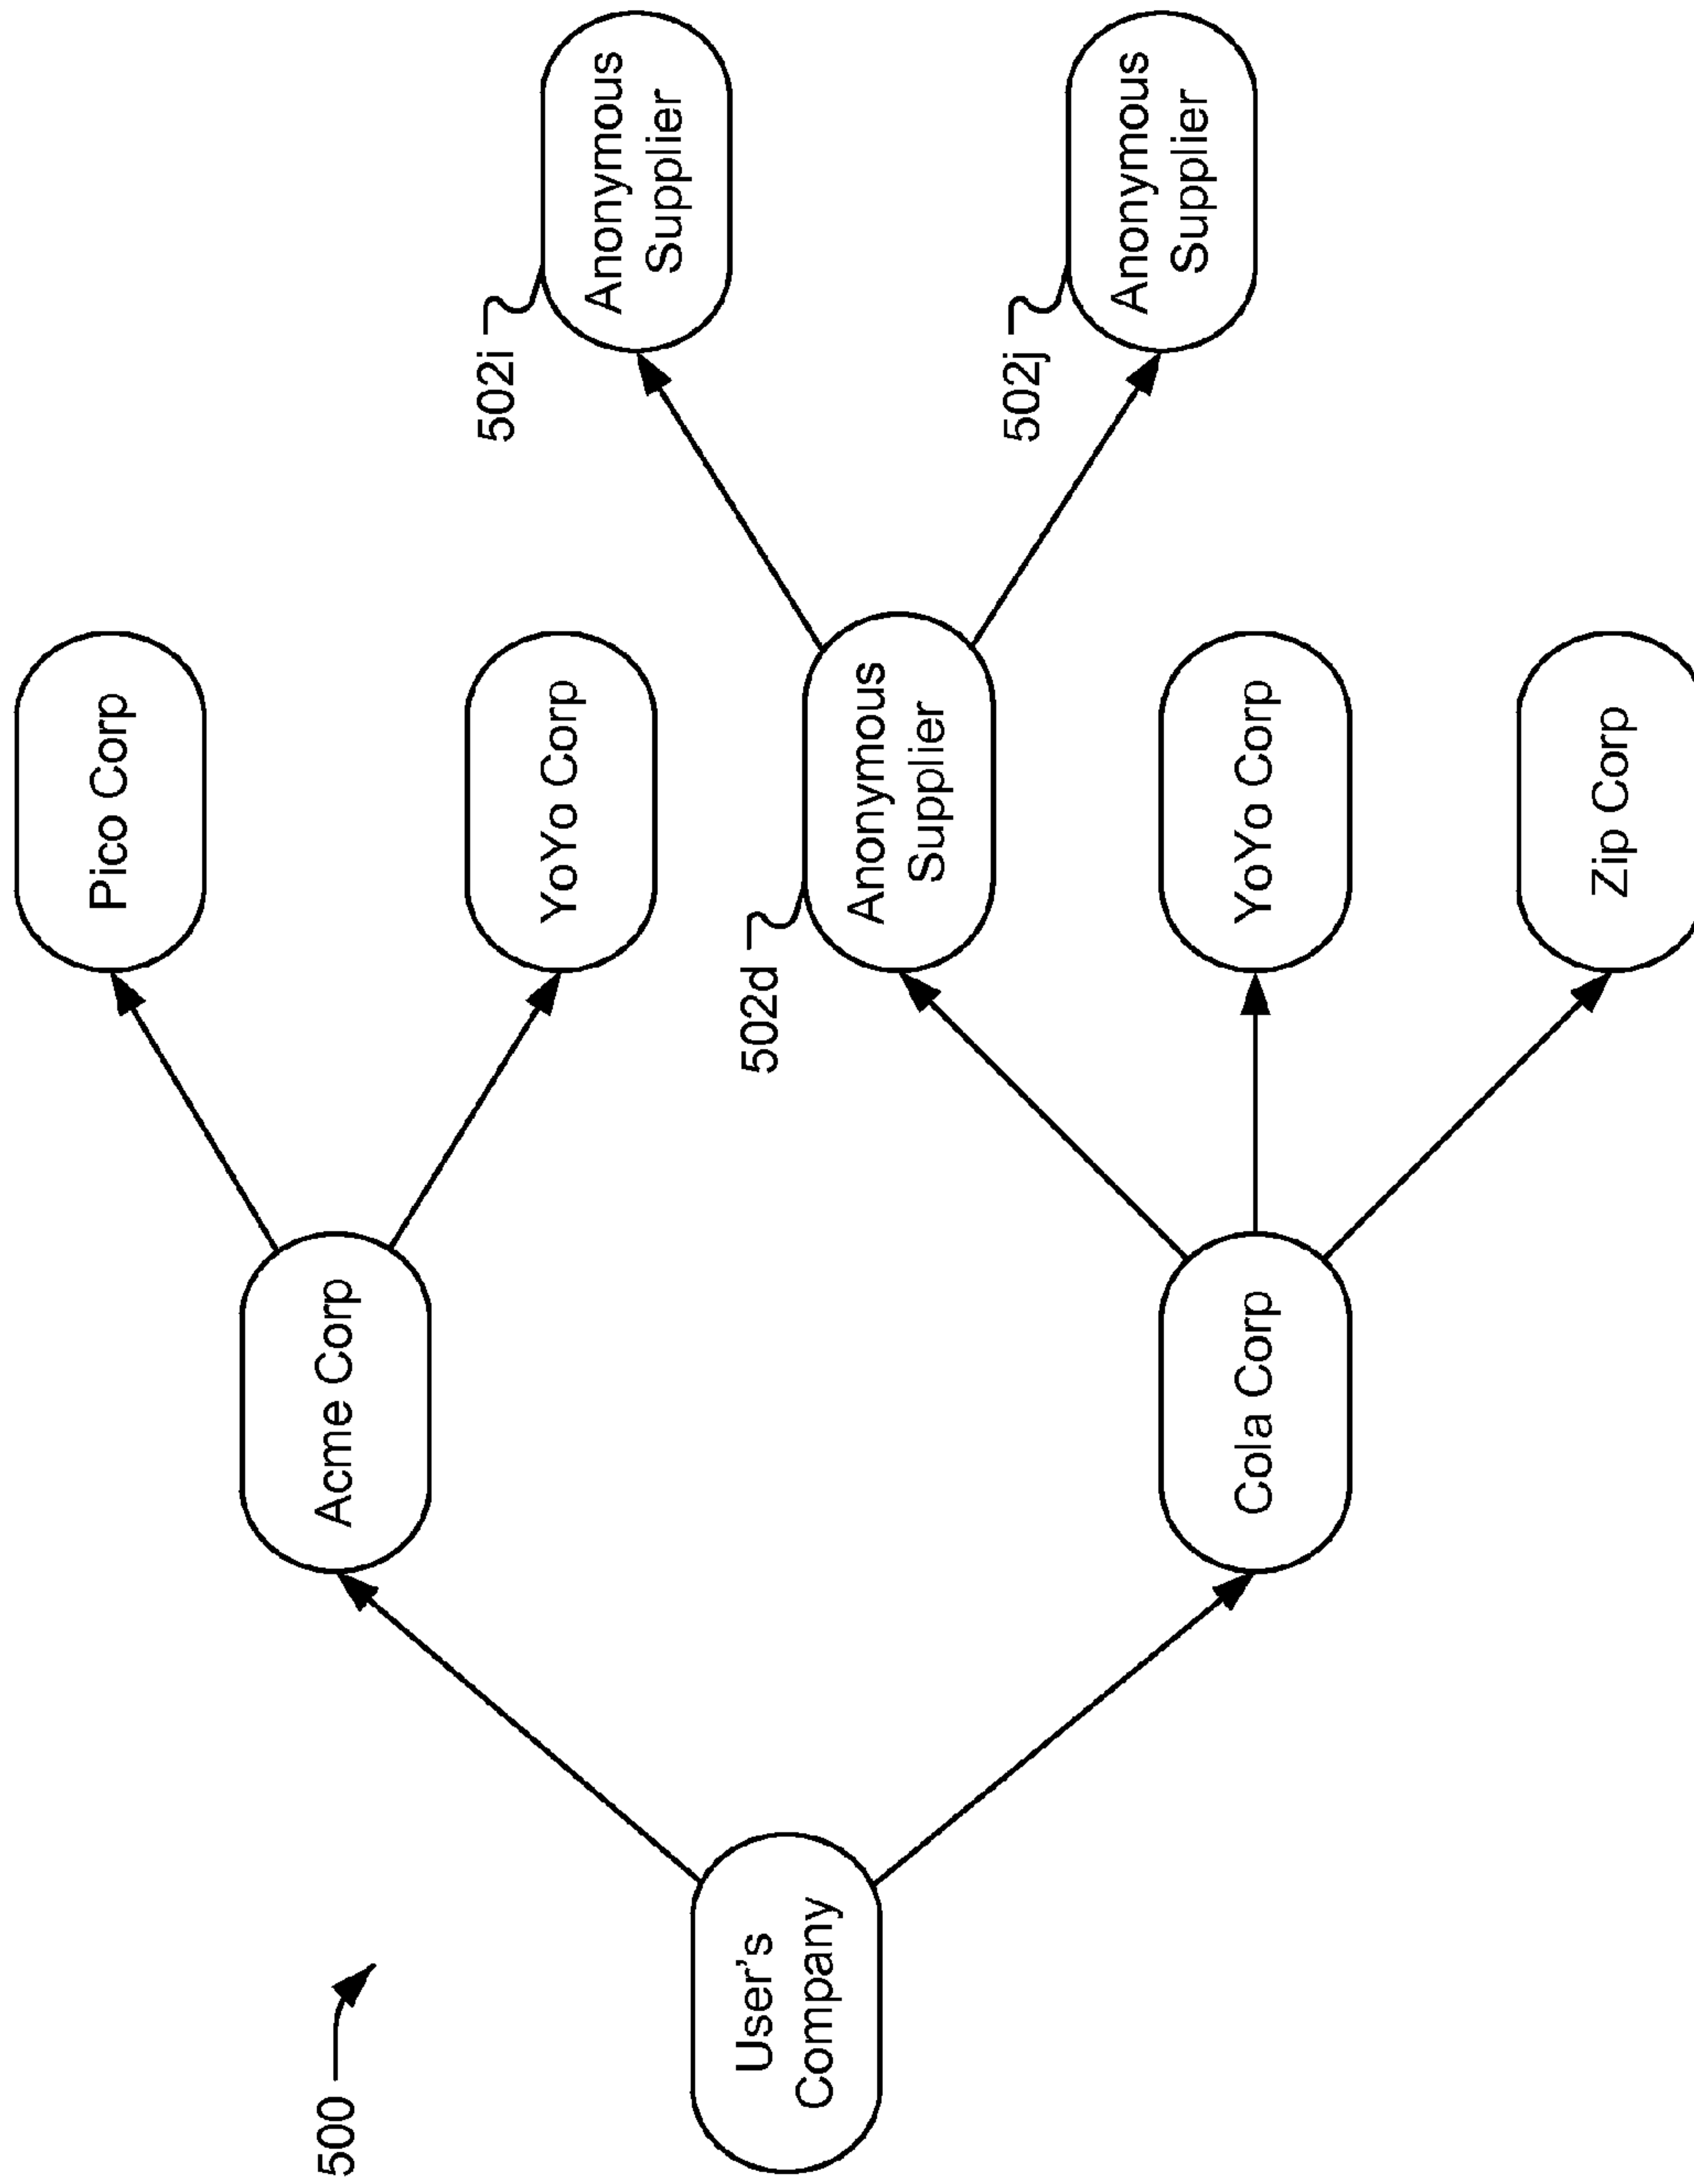 500
User's
Company
Acme Corp
Cola Corp
Pico Corp
YoYo Corp
502d
Anonymous
Supplier
YoYo Corp
Zip Corp
502i
Anonymous
Supplier
502j
Anonymous
Supplier